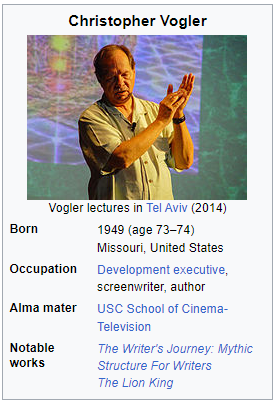 Christopher Vogler
Vogler lectures in Tel Aviv (2014)
Born 1949 (age 73–74)
Missouri, United States
Occupation Development executive,
screenwriter, author
Alma mater USC School of Cinema-
Television
Notable The Writer's Journey: Mythic
works Structure For Writers
The Lion King